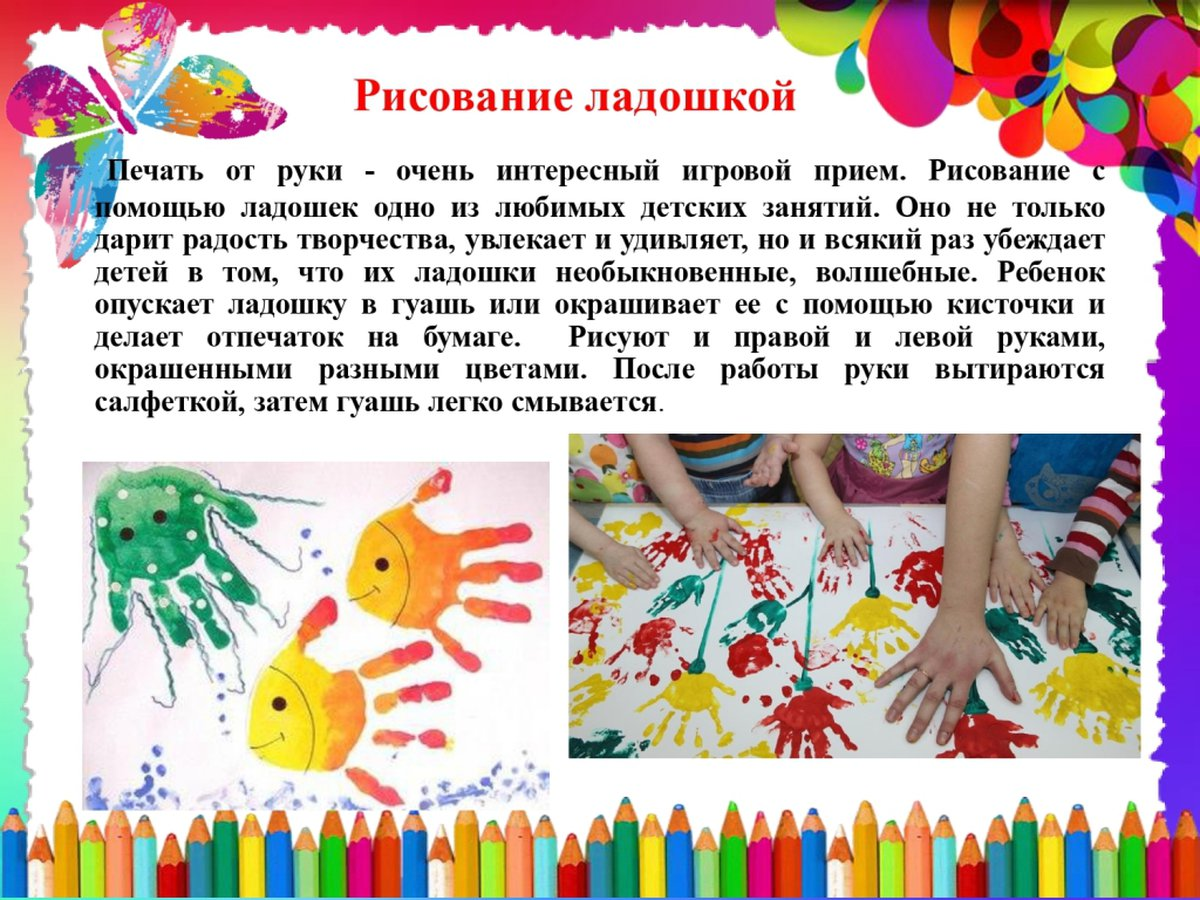 Рисование ладошкой
Печать от руки - очень интересный игровой прием. Рисование с
помощью ладошек одно из любимых детских занятий. Оно не только
дарит радость творчества, увлекает и удивляет, но и всякий раз убеждает
детей в том, что их ладошки необыкновенные, волшебные. Ребенок
опускает ладошку в гуашь или окрашивает ее с помощью кисточки и
делает отпечаток на бумаге. Рисуют и правой и левой руками,
окрашенными разными цветами. После работы руки вытираются
салфеткой, затем гуашь легко смывается.